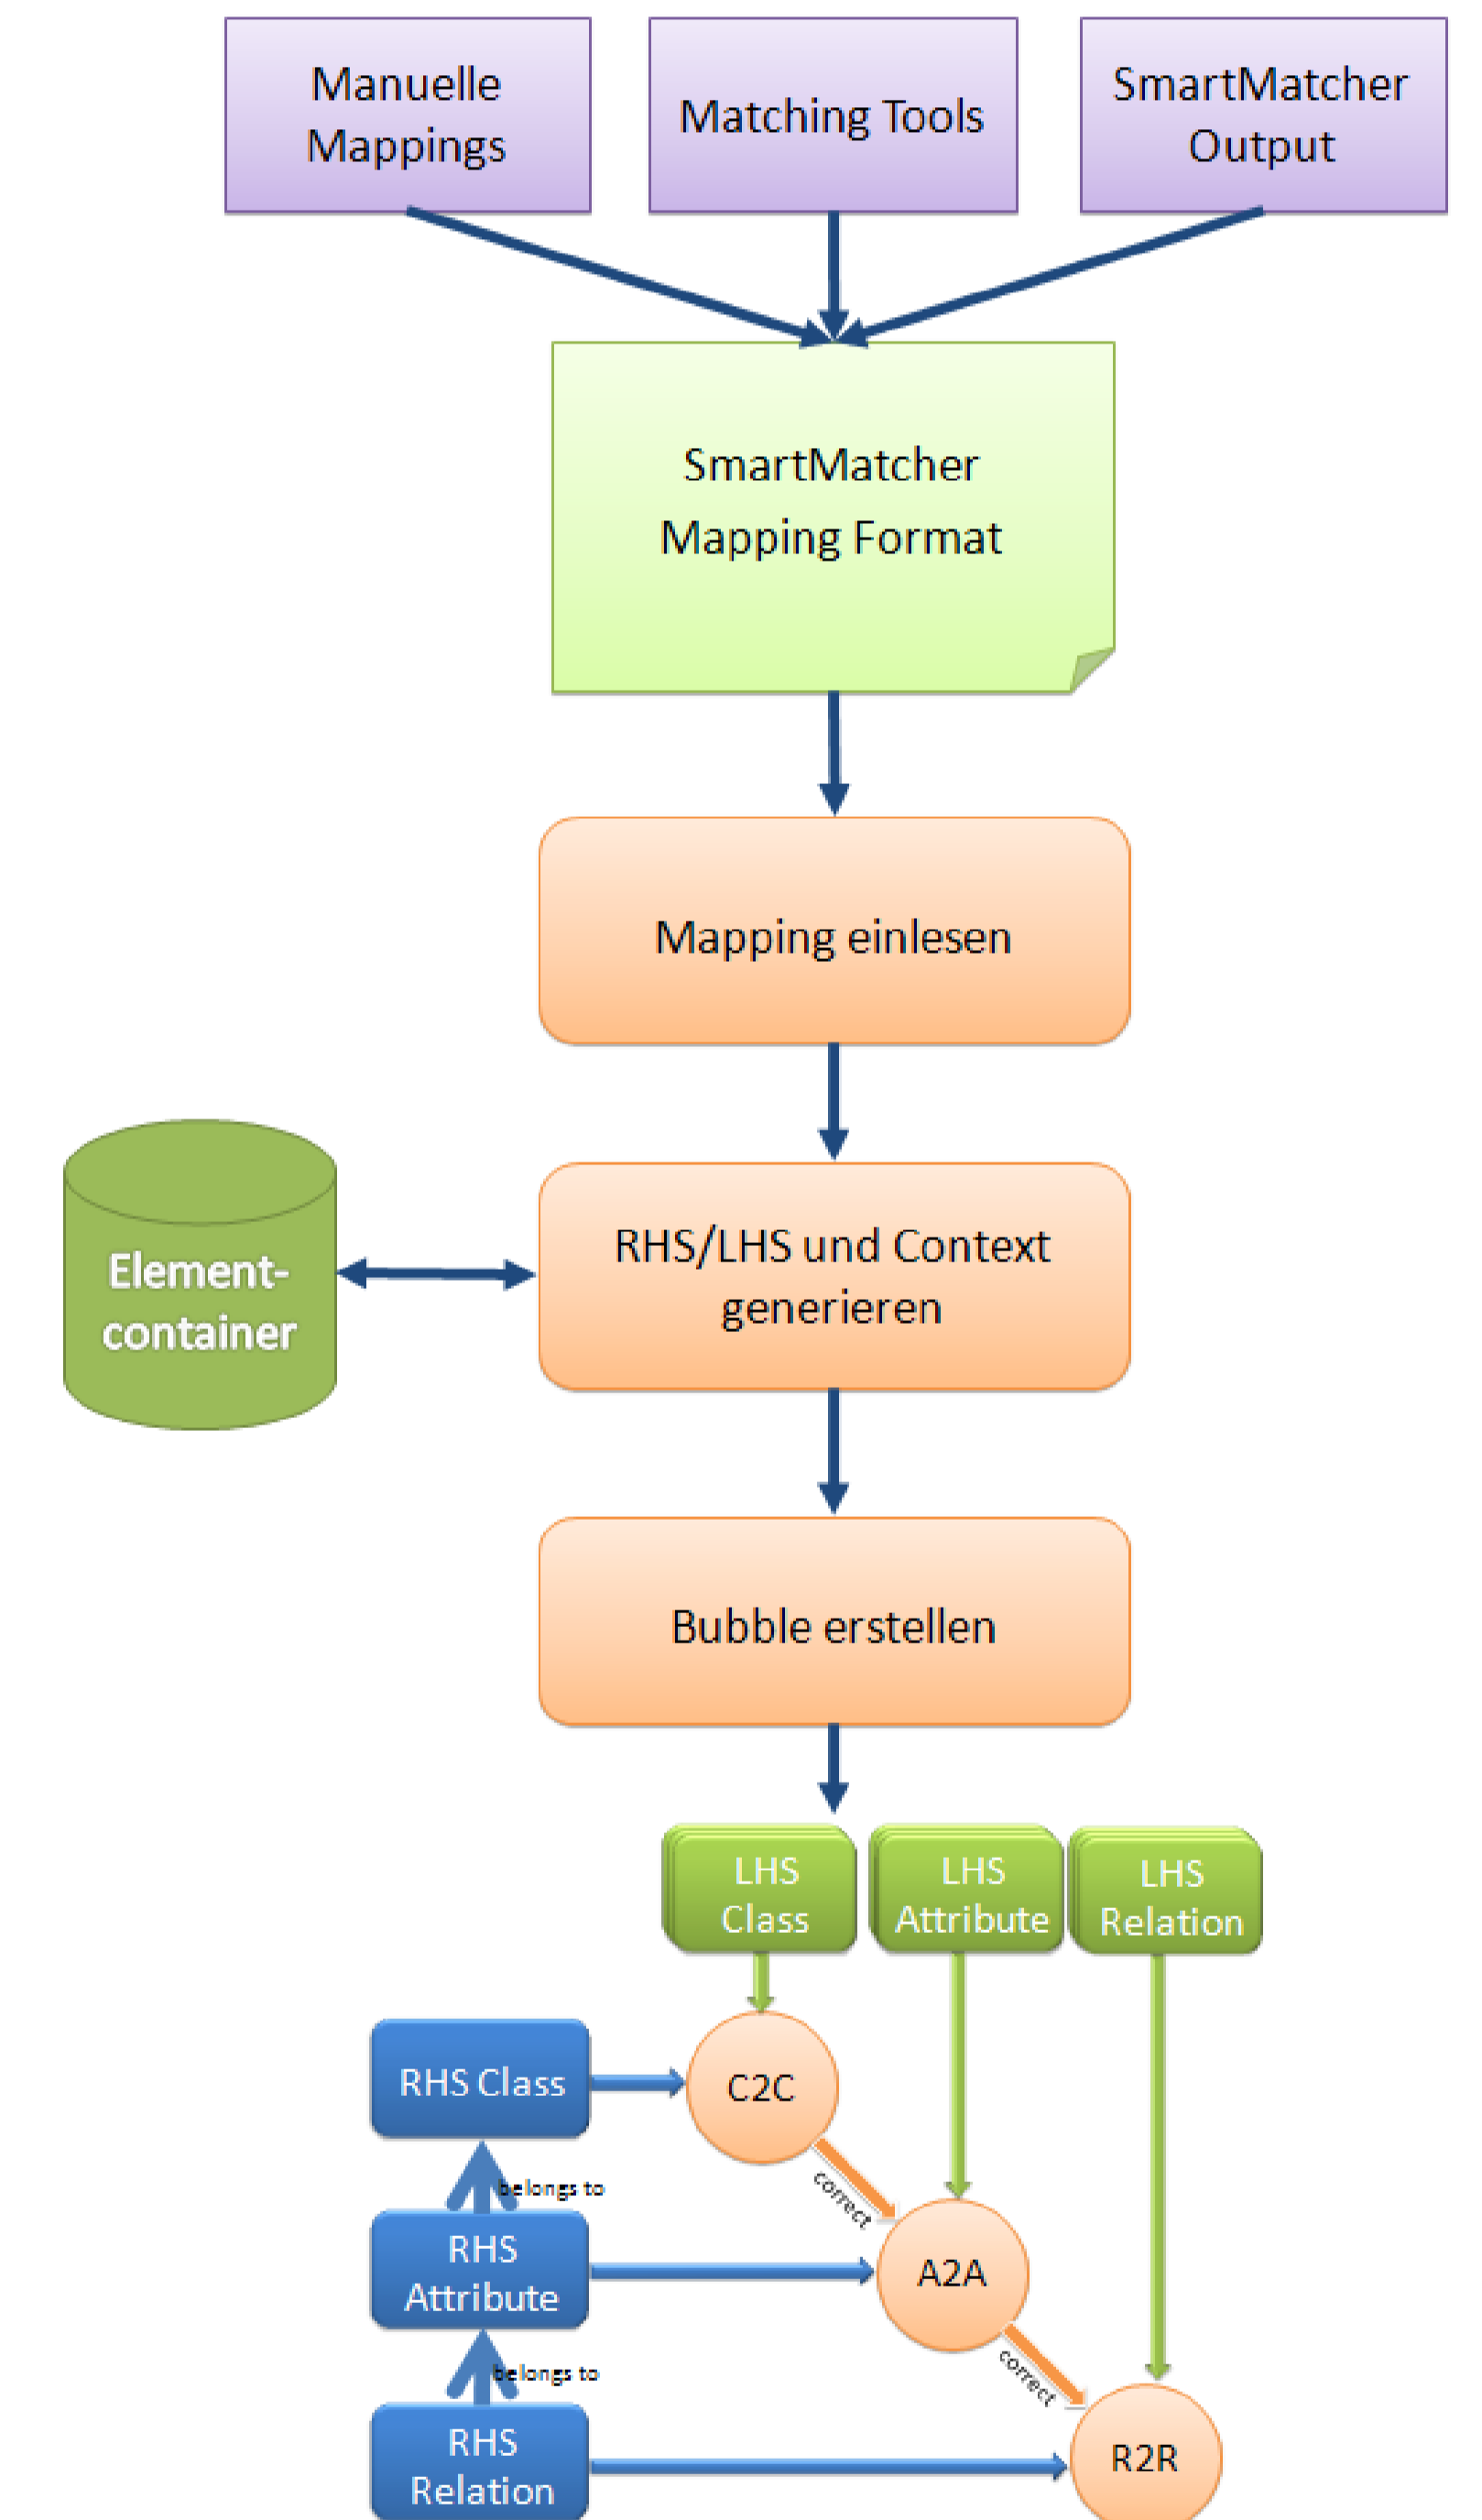 Manuelle
Mappings
Matching Tools
SmartMatcher
Output
SmartMatcher
Mapping Format
Mapping einlesen
Element-
container
RHS/LHS und Context
generieren
Bubble erstellen
LHS
Class
LHS
Attribute
LHS
Relation
RHS Class
C2C
correct
belongs to
RHS
Attribute
A2A
correct
belongs to
RHS
Relation
R2R